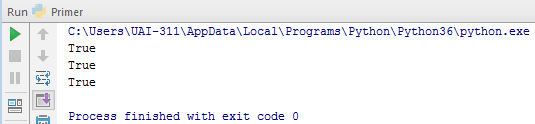 Run Primer
C:\Users\UAI-311\AppData\Local\Programs\Python\Python36\python.exe
True
True
True
Process finished with exit code 0